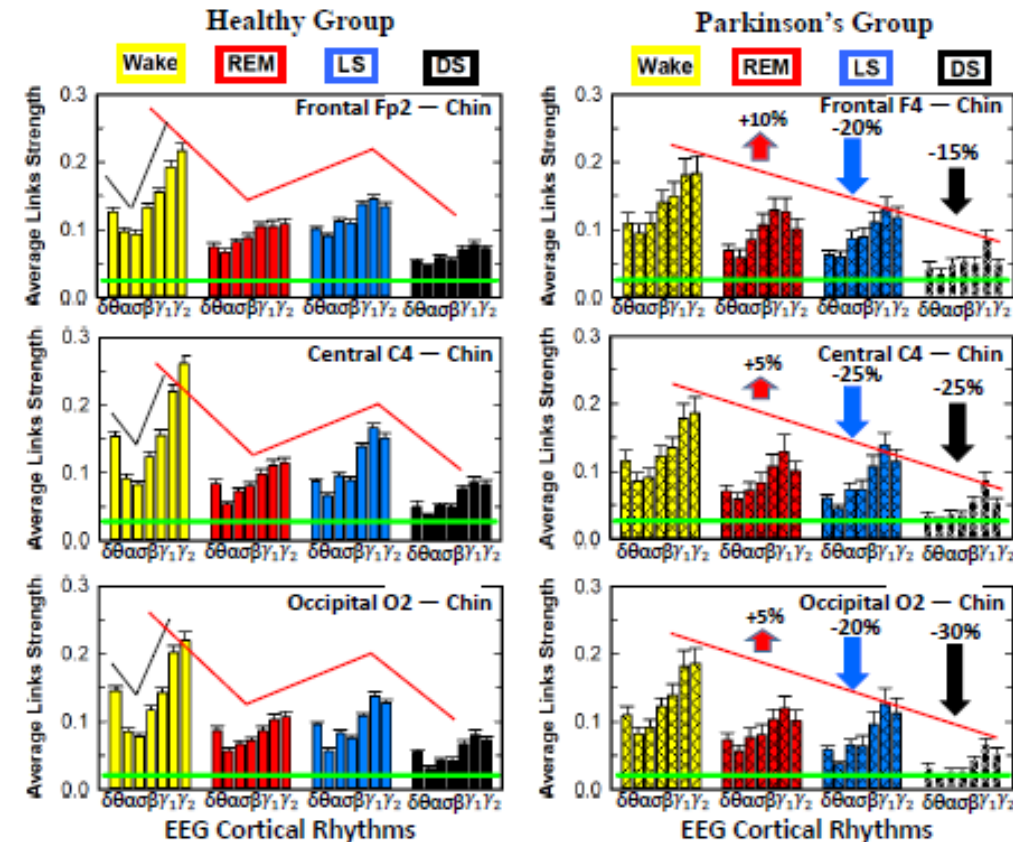 Healthy Group
Wake REM LS DS
Average Links Strength
0.3
0.2
0.1
0.0
Frontal Fp2 — Chin
δθασβγ₁γ₂ δθασβγ₁γ₂ δθασβγ₁γ₂ δθασβγ₁γ₂
Average Links Strength
0.3
0.2
0.1
0.0
Central C4 — Chin
δθασβγ₁γ₂ δθασβγ₁γ₂ δθασβγ₁γ₂ δθασβγ₁γ₂
Average Links Strength
0.3
0.2
0.1
0.0
Occipital O2 — Chin
δθασβγ₁γ₂ δθασβγ₁γ₂ δθασβγ₁γ₂ δθασβγ₁γ₂
EEG Cortical Rhythms
Parkinson's Group
Wake REM LS DS
Average Links Strength
0.3
0.2
0.1
0.0
Frontal F4 — Chin
+10% -20% -15%
δθασβγ₁γ₂ δθασβγ₁γ₂ δθασβγ₁γ₂ δθασβγ₁γ₂
Average Links Strength
0.3
0.2
0.1
0.0
Central C4 — Chin
+5% -25% -25%
δθασβγ₁γ₂ δθασβγ₁γ₂ δθασβγ₁γ₂ δθασβγ₁γ₂
Average Links Strength
0.3
0.2
0.1
0.0
Occipital O2 — Chin
+5% -20% -30%
δθασβγ₁γ₂ δθασβγ₁γ₂ δθασβγ₁γ₂ δθασβγ₁γ₂
EEG Cortical Rhythms